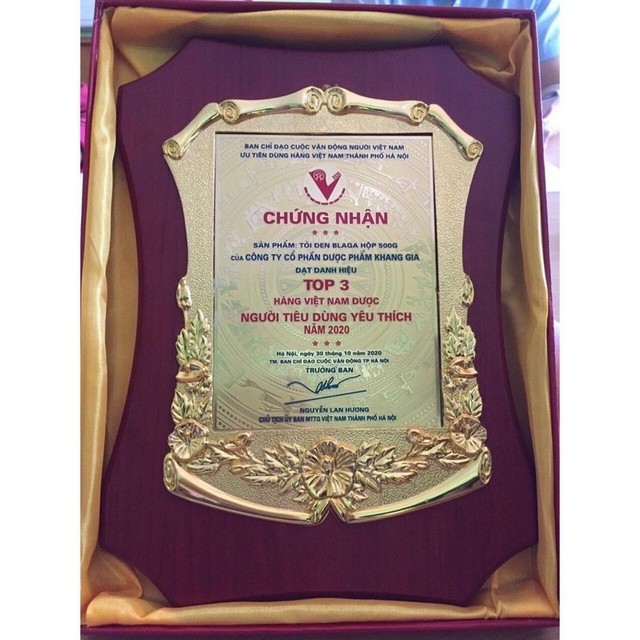 BAN CHỈ ĐẠO CUỘC VẬN ĐỘNG NGƯỜI VIỆT NAM
ƯU TIÊN DÙNG HÀNG VIỆT NAM THÀNH PHỐ HÀ NỘI
CHỨNG NHẬN
SẢN PHẨM: TỎI ĐEN BLAGA HỘP 500G
CỦA CÔNG TY CỔ PHẦN DƯỢC PHẨM KHANG GIA
ĐẠT DANH HIỆU
TOP 3
HÀNG VIỆT NAM ĐƯỢC
NGƯỜI TIÊU DÙNG YÊU THÍCH
NĂM 2020
Hà Nội, ngày 30 tháng 10 năm 2020
TM. BAN CHỈ ĐẠO CUỘC VẬN ĐỘNG TP HÀ NỘI
TRƯỞNG BAN
NGUYỄN LAN HƯƠNG
CHỦ TỊCH ỦY BAN MTTQ VIỆT NAM THÀNH PHỐ HÀ NỘI